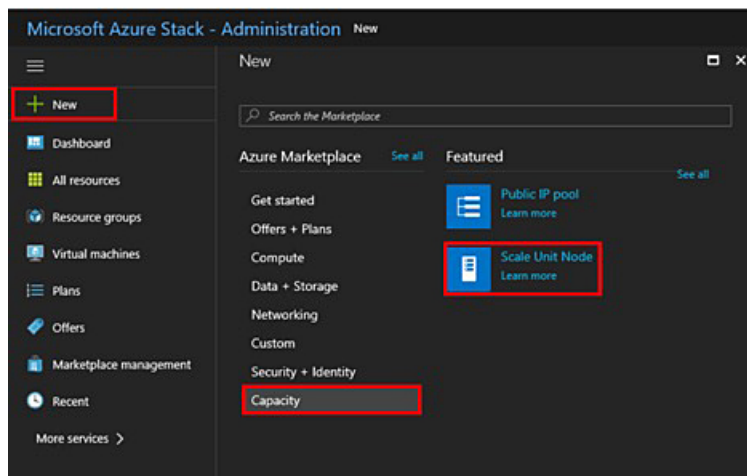 Microsoft Azure Stack - Administration New
New
New
Search the Marketplace
Dashboard
All resources
Resource groups
Virtual machines
Plans
Offers
Marketplace management
Recent
More services >
Azure Marketplace See all
Get started
Offers + Plans
Compute
Data + Storage
Networking
Custom
Security + Identity
Capacity
Featured
See all
Public IP pool
Learn more
Scale Unit Node
Learn more